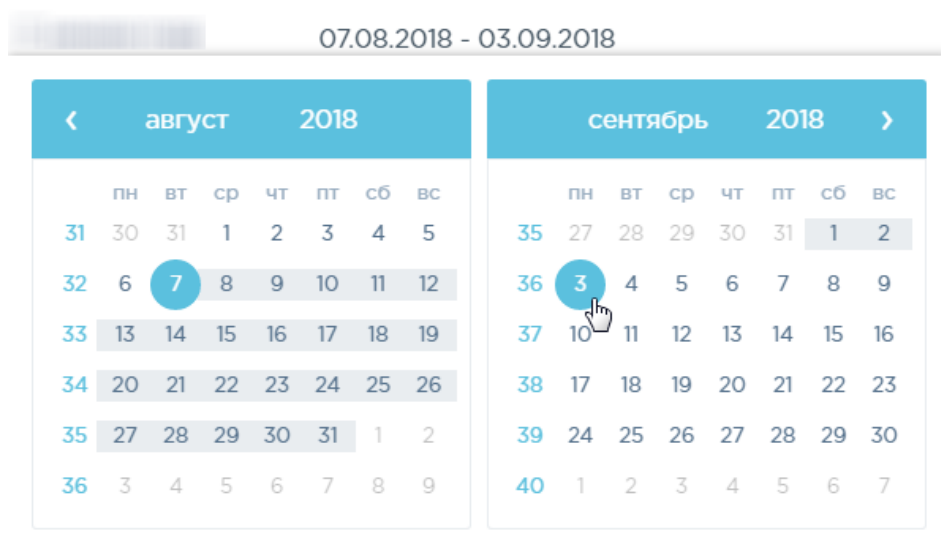 07.08.2018 - 03.09.2018
август 2018
пн вт ср чт пт сб вс
31 30 31 1 2 3 4 5
32 6 7 8 9 10 11 12
33 13 14 15 16 17 18 19
34 20 21 22 23 24 25 26
35 27 28 29 30 31 1 2
36 3 4 5 6 7 8 9
сентябрь 2018
пн вт ср чт пт сб вс
35 27 28 29 30 31 1 2
36 3 4 5 6 7 8 9
37 10 11 12 13 14 15 16
38 17 18 19 20 21 22 23
39 24 25 26 27 28 29 30
40 1 2 3 4 5 6 7